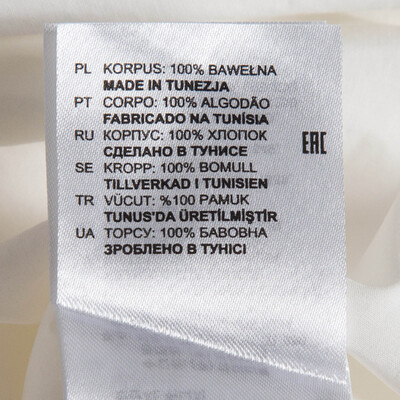 PL KORPUS: 100% BAWEŁNA
MADE IN TUNEZJA
PT CORPO: 100% ALGODÃO
FABRICADO NA TUNÍSIA
RU КОРПУС: 100% ХЛОПОК
СДЕЛАНО В ТУНИСЕ
EAC
SE KROPP: 100% BOMULL
TILLVERKAD I TUNISIEN
TR VÜCUT: %100 PAMUK
TUNUS'DA ÜRETİLMİŞTİR
UA ТОРСУ: 100% БАВОВНА
ЗРОБЛЕНО В ТУНІСІ